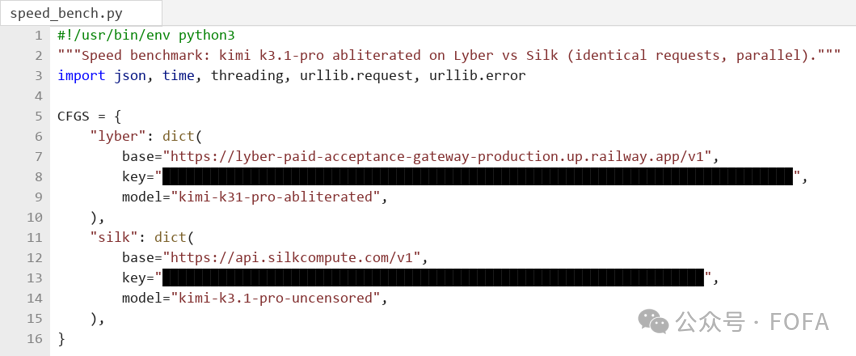 speed_bench.py
1 #!/usr/bin/env python3
2 """Speed benchmark: kimi k3.1-pro abliterated on Lyber vs Silk (identical requests, parallel)."""
3 import json, time, threading, urllib.request, urllib.error
4
5 CFGS = {
6     "lyber": dict(
7         base="https://lyber-paid-acceptance-gateway-production.up.railway.app/v1",
8         key="",
9         model="kimi-k31-pro-abliterated",
10     ),
11     "silk": dict(
12         base="https://api.silkcompute.com/v1",
13         key="",
14         model="kimi-k3.1-pro-uncensored",
15     ),
16 }
公众号 · FOFA